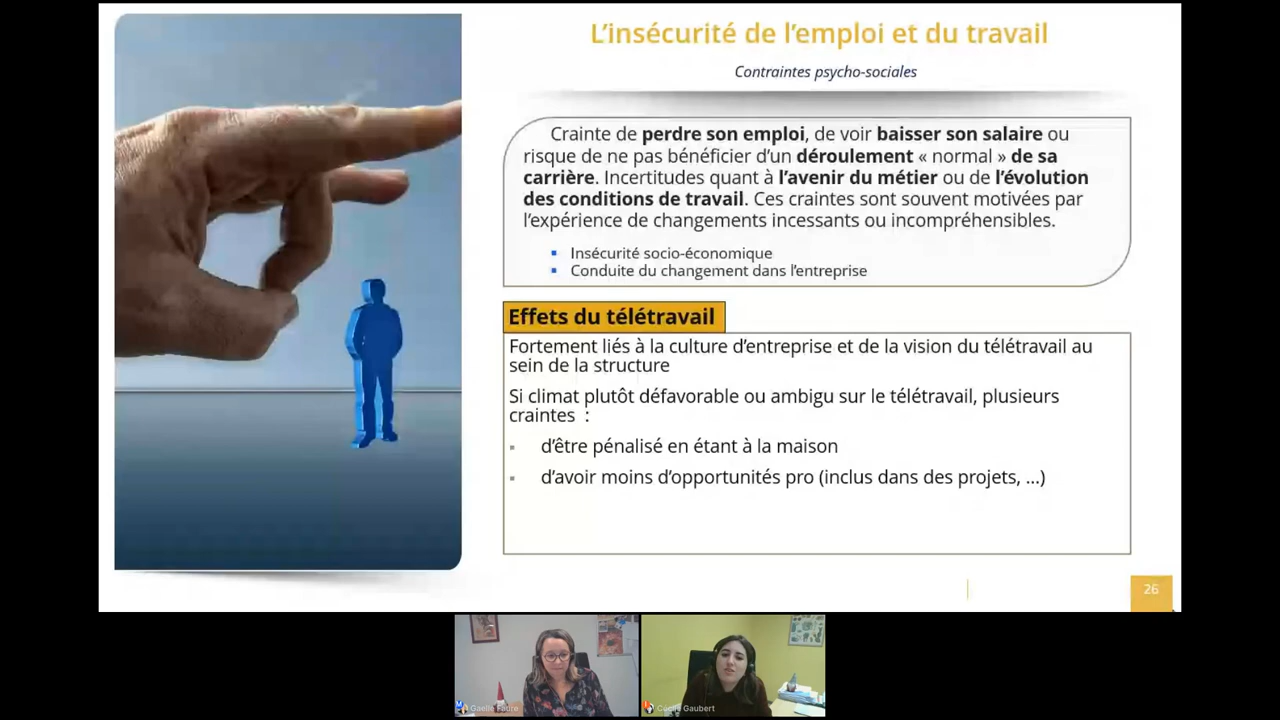 L’insécurité de l’emploi et du travail
Contraintes psycho-sociales
Crainte de perdre son emploi, de voir baisser son salaire ou
risque de ne pas bénéficier d’un déroulement « normal » de sa
carrière. Incertitudes quant à l’avenir du métier ou de l’évolution
des conditions de travail. Ces craintes sont souvent motivées par
l’expérience de changements incessants ou incompréhensibles.
▪ Insécurité socio-économique
▪ Conduite du changement dans l’entreprise
Effets du télétravail
Fortement liés à la culture d’entreprise et de la vision du télétravail au
sein de la structure
Si climat plutôt défavorable ou ambigu sur le télétravail, plusieurs
craintes :
▪ d’être pénalisé en étant à la maison
▪ d’avoir moins d’opportunités pro (inclus dans des projets, ...)
26
Gaelle Faure
Cécile Gaubert